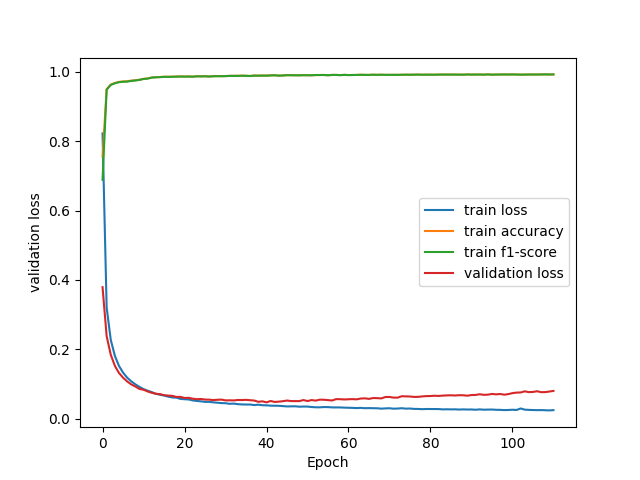 1.0
0.8
0.6
0.4
0.2
0.0
validation loss
0
20
40
60
80
100
Epoch
train loss
train accuracy
train f1-score
validation loss